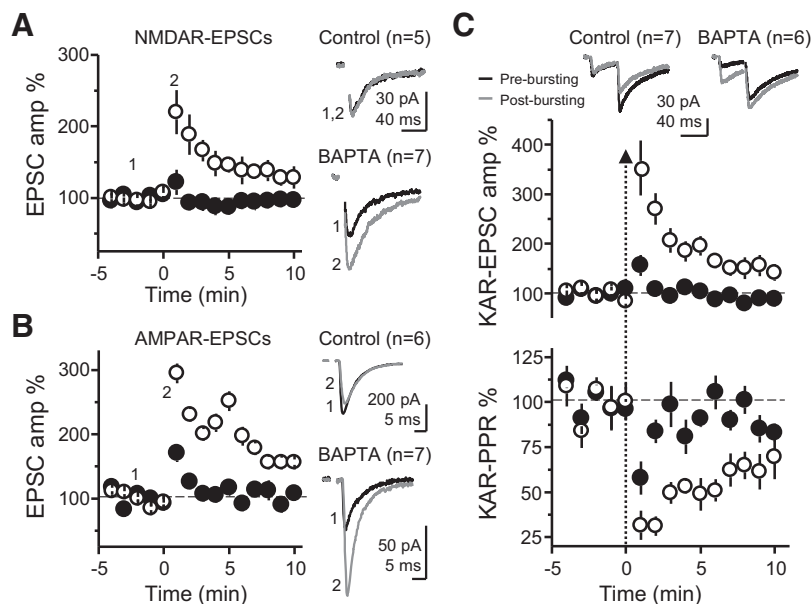 A
NMDAR-EPSCs
EPSC amp %
300
250
200
150
100
50
1
2
-5 0 5 10
Time (min)
Control (n=5)
1,2
30 pA
40 ms
BAPTA (n=7)
1
2
B
AMPAR-EPSCs
EPSC amp %
300
200
100
1
2
-5 0 5 10
Time (min)
Control (n=6)
2
1
200 pA
5 ms
BAPTA (n=7)
1
2
50 pA
5 ms
C
Control (n=7)
BAPTA (n=6)
Pre-bursting
Post-bursting
30 pA
40 ms
KAR-EPSC amp %
400
300
200
100
KAR-PPR %
125
100
75
50
25
-5 0 5 10
Time (min)